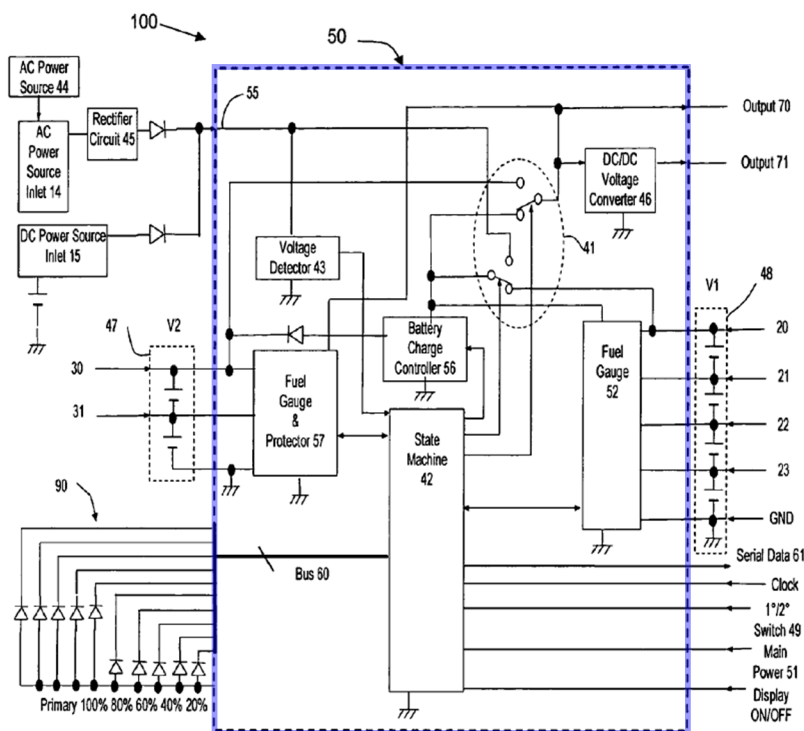 100
50
AC Power
Source 44
55
Rectifier
Circuit 45
AC
Power
Source
Inlet 14
Output 70
Output 71
DC/DC
Voltage
Converter 46
DC Power Source
Inlet 15
Voltage
Detector 43
41
V2
V1
47
48
Battery
Charge
Controller 56
30
31
Fuel
Gauge
&
Protector 57
Fuel
Gauge
52
20
21
22
23
GND
State
Machine
42
90
Bus 60
Serial Data 61
Clock
1°/2°
Switch 49
Main
Power 51
Display
ON/OFF
Primary 100% 80% 60% 40% 20%